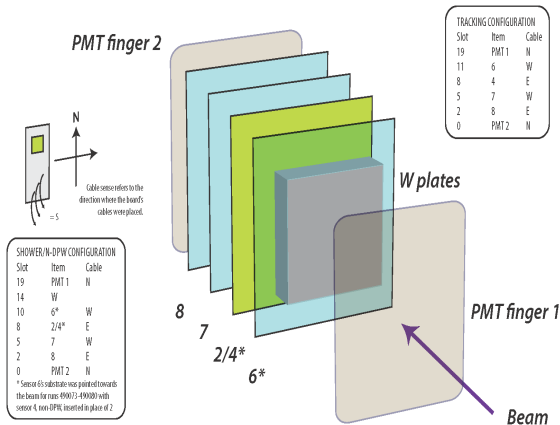 PMT finger 2
TRACKING CONFIGURATION
Slot Item Cable
19 PMT 1 N
11 6 W
8 4 E
5 7 W
2 8 E
0 PMT 2 N
N
Cable sense refers to the
direction where the board's
cables were placed.
= S
W plates
SHOWER/N-DPW CONFIGURATION
Slot Item Cable
19 PMT 1 N
14 W
10 6* W
8 2/4* E
5 7 W
2 8 E
0 PMT 2 N
* Sensor 6's substrate was pointed towards
the beam for runs 490073-490080 with
sensor 4, non-DPW, inserted in place of 2
8
7
2/4*
6*
PMT finger 1
Beam